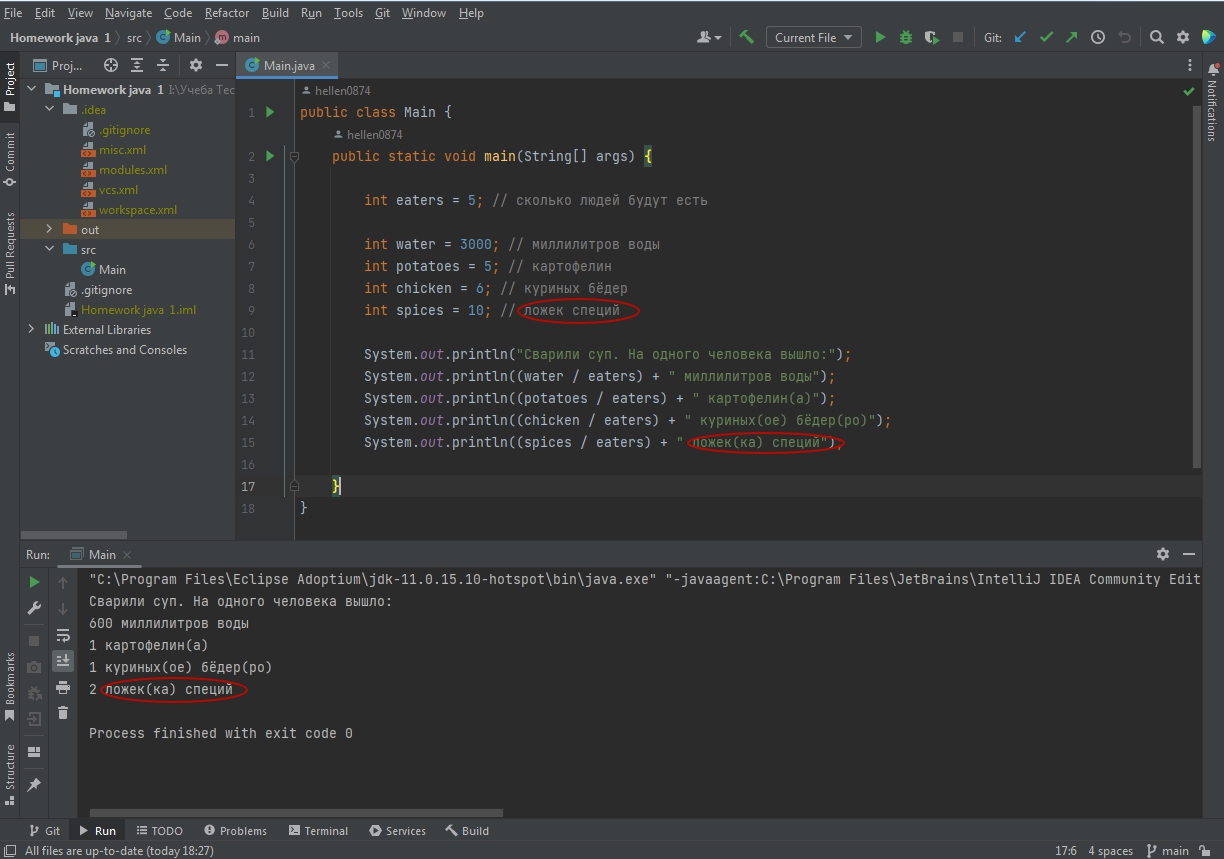 File Edit View Navigate Code Refactor Build Run Tools Git Window Help
Homework java 1 src Main main
Current File
Git:
Project
Proj...
Main.java
Homework java 1 I:\Учеба Тес
.idea
.gitignore
misc.xml
modules.xml
vcs.xml
workspace.xml
out
src
Main
.gitignore
Homework java 1.iml
External Libraries
Scratches and Consoles
Commit
Pull Requests
Notifications
hellen0874
1 public class Main {
hellen0874
2 public static void main(String[] args) {
3
4 int eaters = 5; // сколько людей будут есть
5
6 int water = 3000; // миллилитров воды
7 int potatoes = 5; // картофелин
8 int chicken = 6; // куриных бёдер
9 int spices = 10; // ложек специй
10
11 System.out.println("Сварили суп. На одного человека вышло:");
12 System.out.println((water / eaters) + " миллилитров воды");
13 System.out.println((potatoes / eaters) + " картофелин(а)");
14 System.out.println((chicken / eaters) + " куриных(ое) бёдер(ро)");
15 System.out.println((spices / eaters) + " ложек(ка) специй");
16
17 }
18 }
Run: Main
"C:\Program Files\Eclipse Adoptium\jdk-11.0.15.10-hotspot\bin\java.exe" "-javaagent:C:\Program Files\JetBrains\IntelliJ IDEA Community Edit
Сварили суп. На одного человека вышло:
600 миллилитров воды
1 картофелин(а)
1 куриных(ое) бёдер(ро)
2 ложек(ка) специй
Process finished with exit code 0
Bookmarks
Structure
Git Run TODO Problems Terminal Services Build
All files are up-to-date (today 18:27)
17:6 4 spaces main